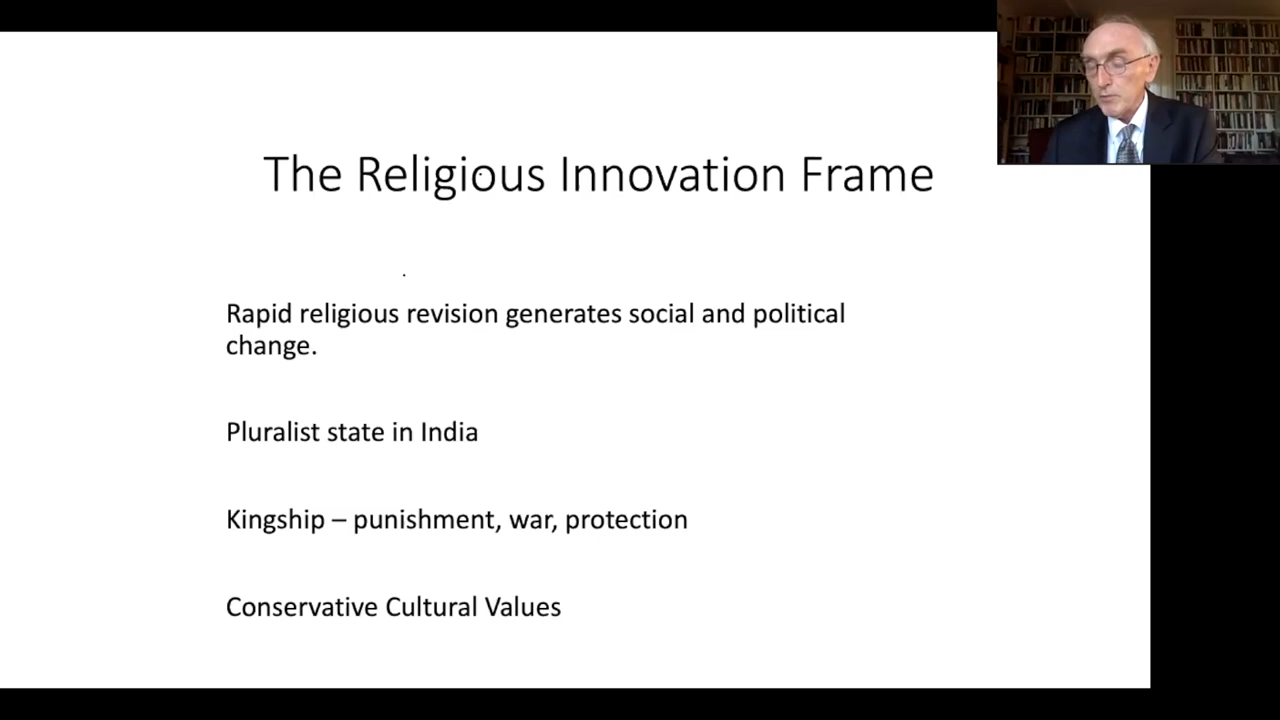 The Religious Innovation Frame
Rapid religious revision generates social and political
change.
Pluralist state in India
Kingship – punishment, war, protection
Conservative Cultural Values